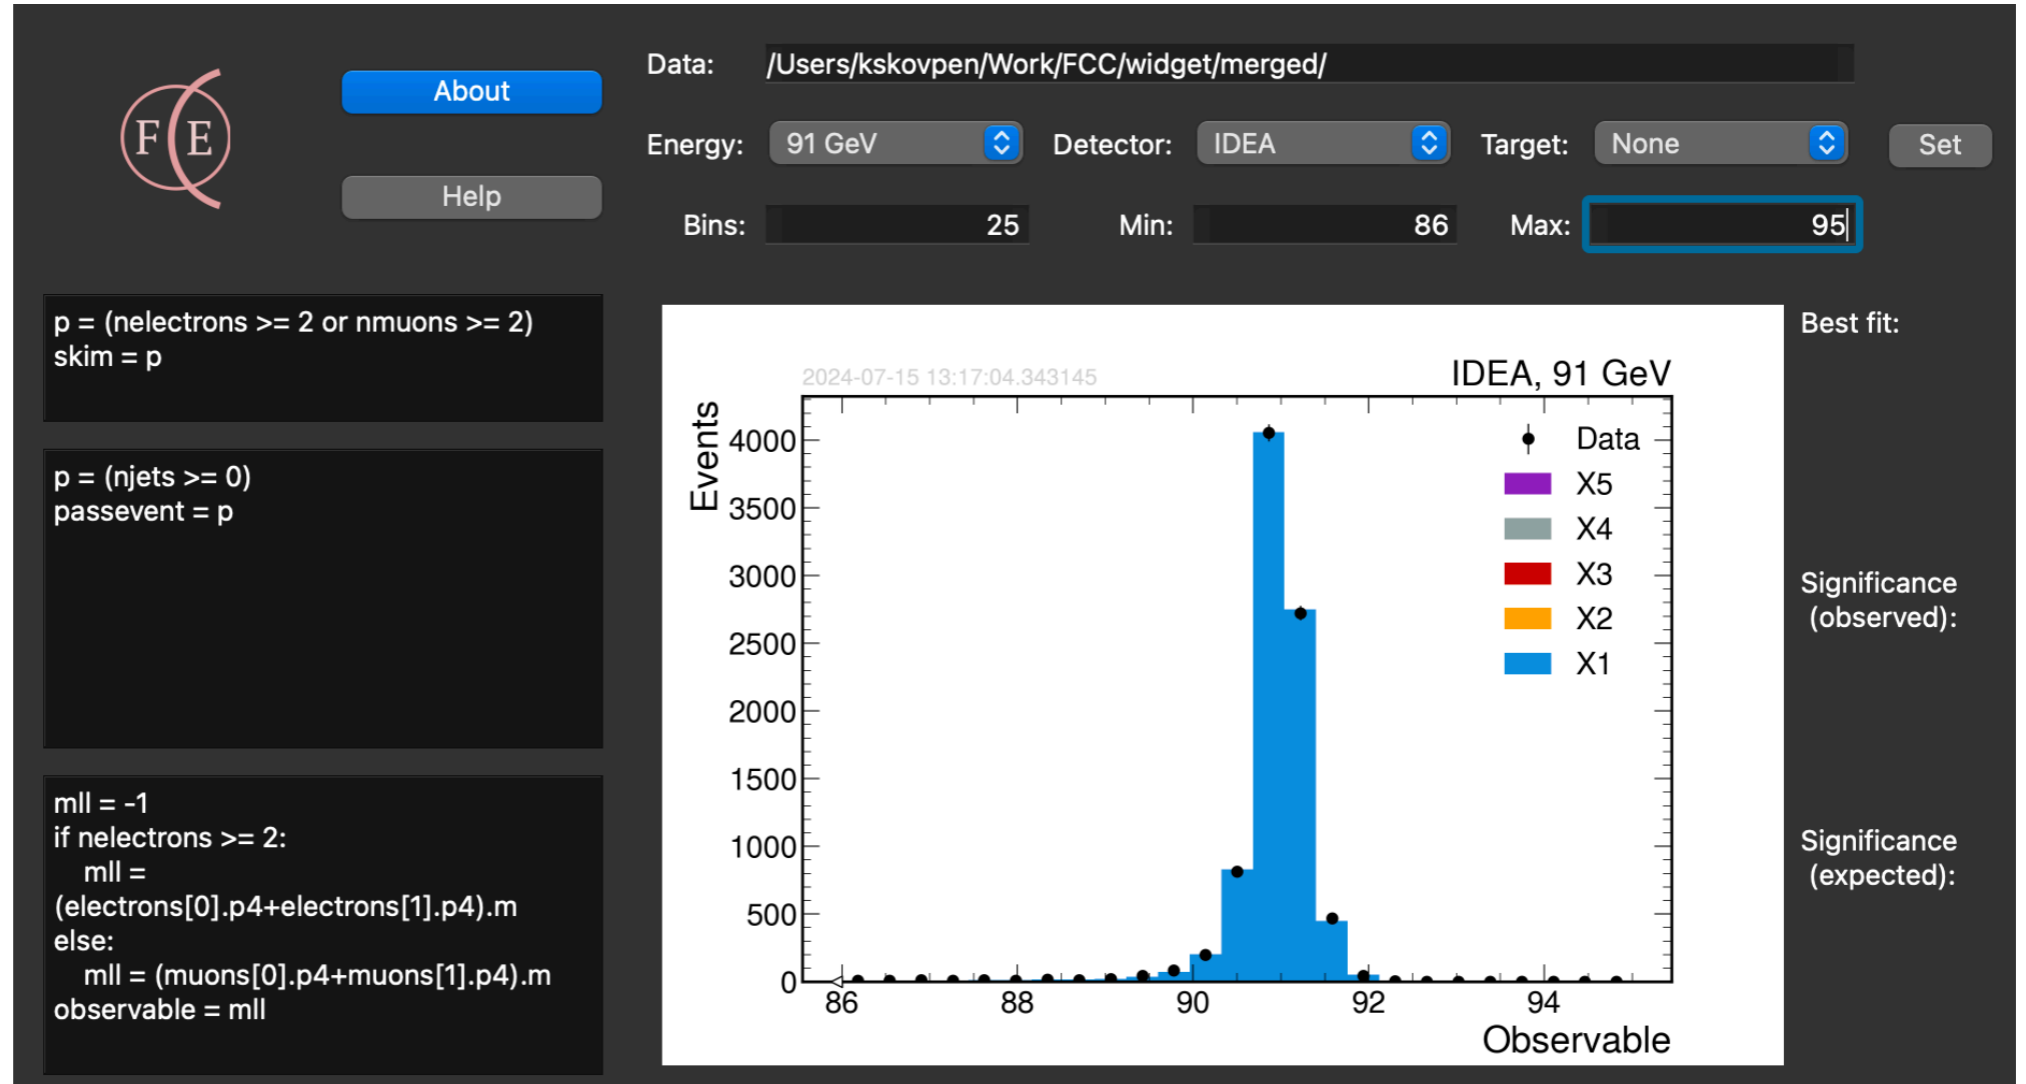 F E
About
Help
Data: /Users/kskovpen/Work/FCC/widget/merged/
Energy: 91 GeV Detector: IDEA Target: None Set
Bins: 25 Min: 86 Max: 95
p = (nelectrons >= 2 or nmuons >= 2)
skim = p
p = (njets >= 0)
passevent = p
mll = -1
if nelectrons >= 2:
mll =
(electrons[0].p4+electrons[1].p4).m
else:
mll = (muons[0].p4+muons[1].p4).m
observable = mll
2024-07-15 13:17:04.343145
IDEA, 91 GeV
Events
4000
3500
3000
2500
2000
1500
1000
500
0
86 88 90 92 94
Observable
Data
X5
X4
X3
X2
X1
Best fit:
Significance
(observed):
Significance
(expected):